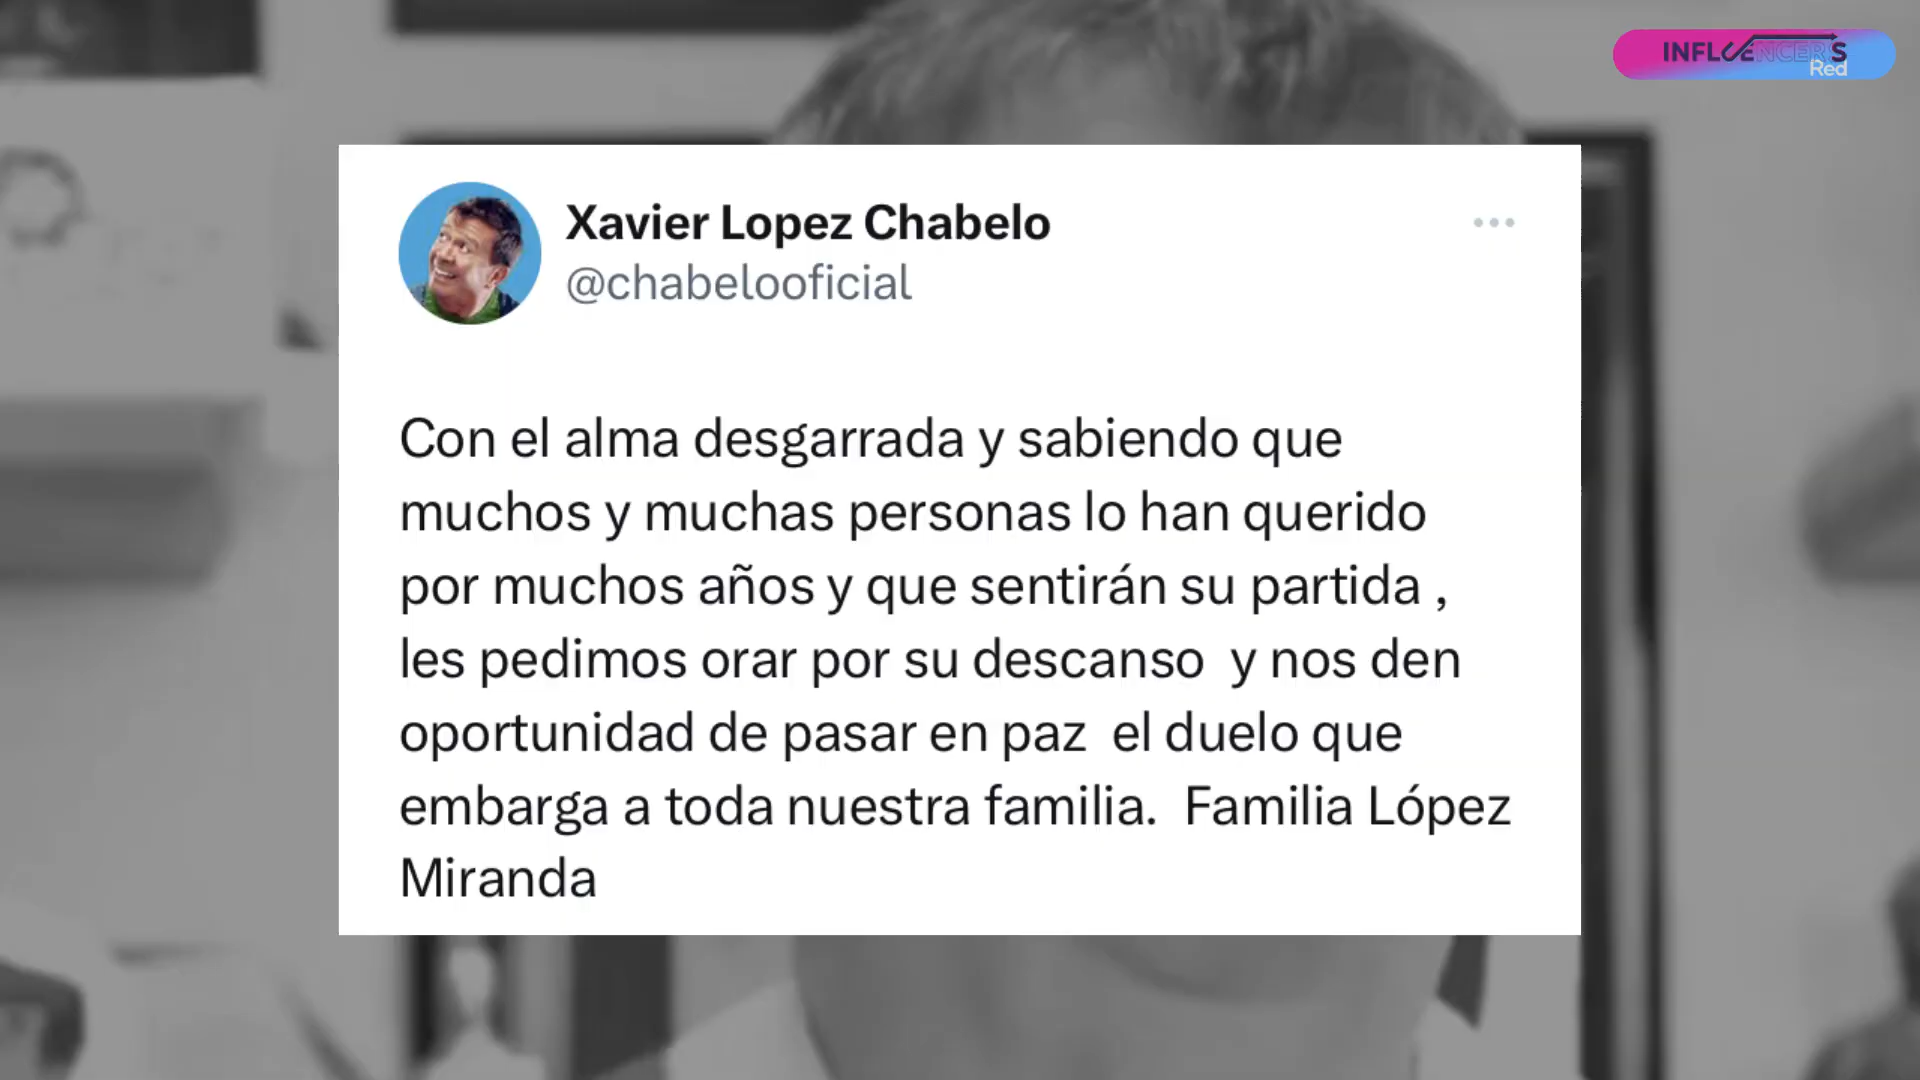 INFLUENCER'S
Red
Xavier Lopez Chabelo
@chabelooficial
Con el alma desgarrada y sabiendo que
muchos y muchas personas lo han querido
por muchos años y que sentirán su partida ,
les pedimos orar por su descanso  y nos den
oportunidad de pasar en paz  el duelo que
embarga a toda nuestra familia.  Familia López
Miranda